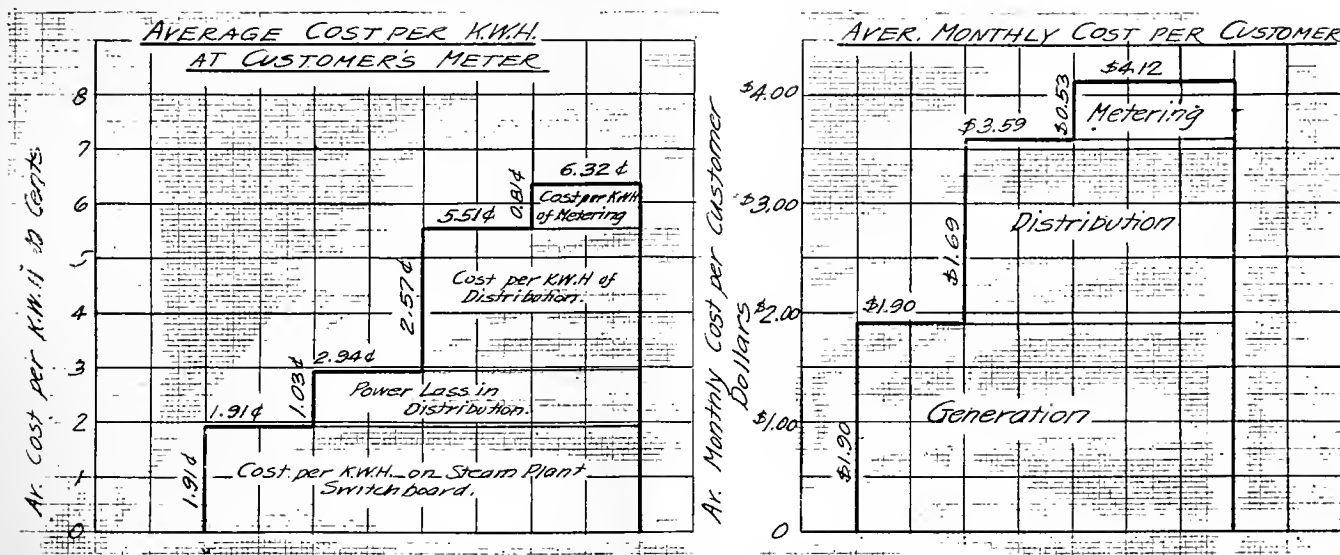 AVERAGE COST PER K.W.H.
AT CUSTOMER'S METER
Av. Cost per K.W.H in Cents
8
7
6
5
4
3
2
1
0
6.32¢
0.81¢
Cost per KWH
of Metering
5.51¢
2.57¢
Cost per K.W.H of
Distribution.
2.94¢
1.03¢
Power Loss in
Distribution.
1.91¢
1.91¢
Cost per K.W.H. on Steam Plant
Switchboard.
AVER. MONTHLY COST PER CUSTOMER
Av. Monthly Cost per Customer
Dollars
$4.00
$3.00
$2.00
$1.00
0
$4.12
$0.53
Metering
$3.59
$1.69
Distribution
$1.90
$1.90
Generation